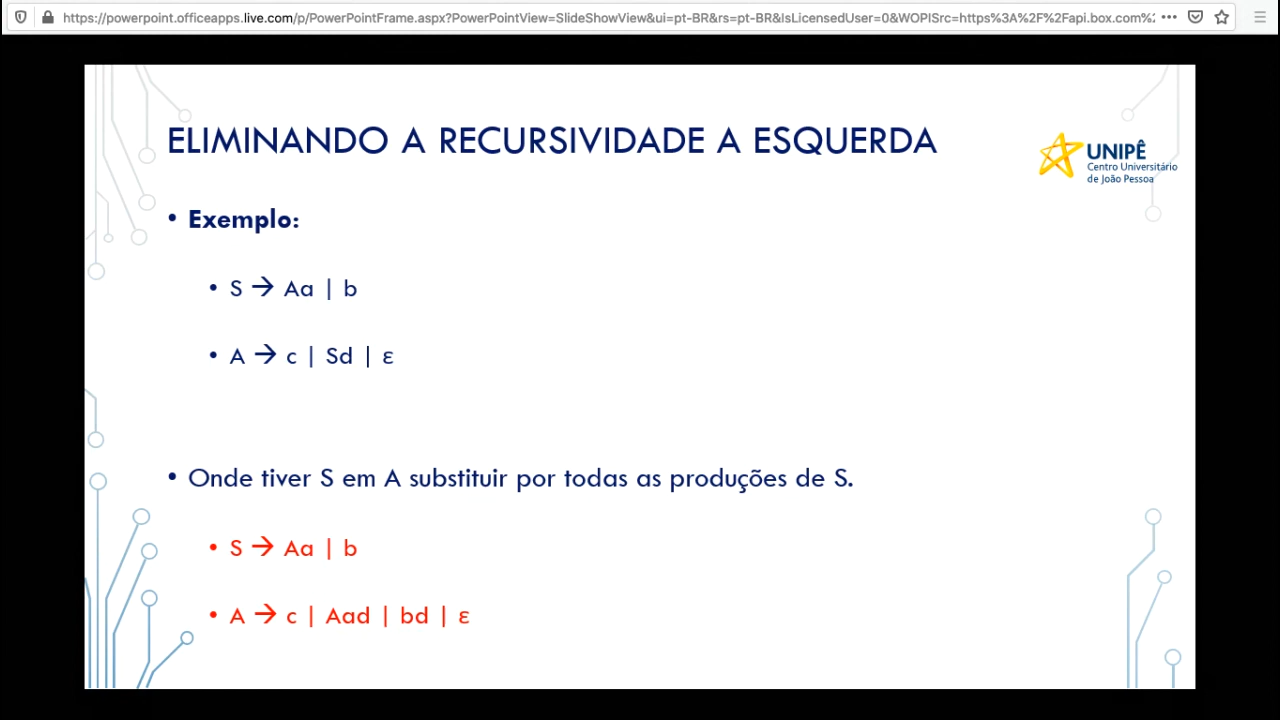 https://powerpoint.officeapps.live.com/p/PowerPointFrame.aspx?PowerPointView=SlideShowView&ui=pt-BR&rs=pt-BR&isLicensedUser=0&WOPISrc=https%3A%2F%2Fapi.box.com%2
ELIMINANDO A RECURSIVIDADE A ESQUERDA
UNIPÊ
Centro Universitário
de João Pessoa
• Exemplo:
• S → Aa | b
• A → c | Sd | ε
• Onde tiver S em A substituir por todas as produções de S.
• S → Aa | b
• A → c | Aad | bd | ε